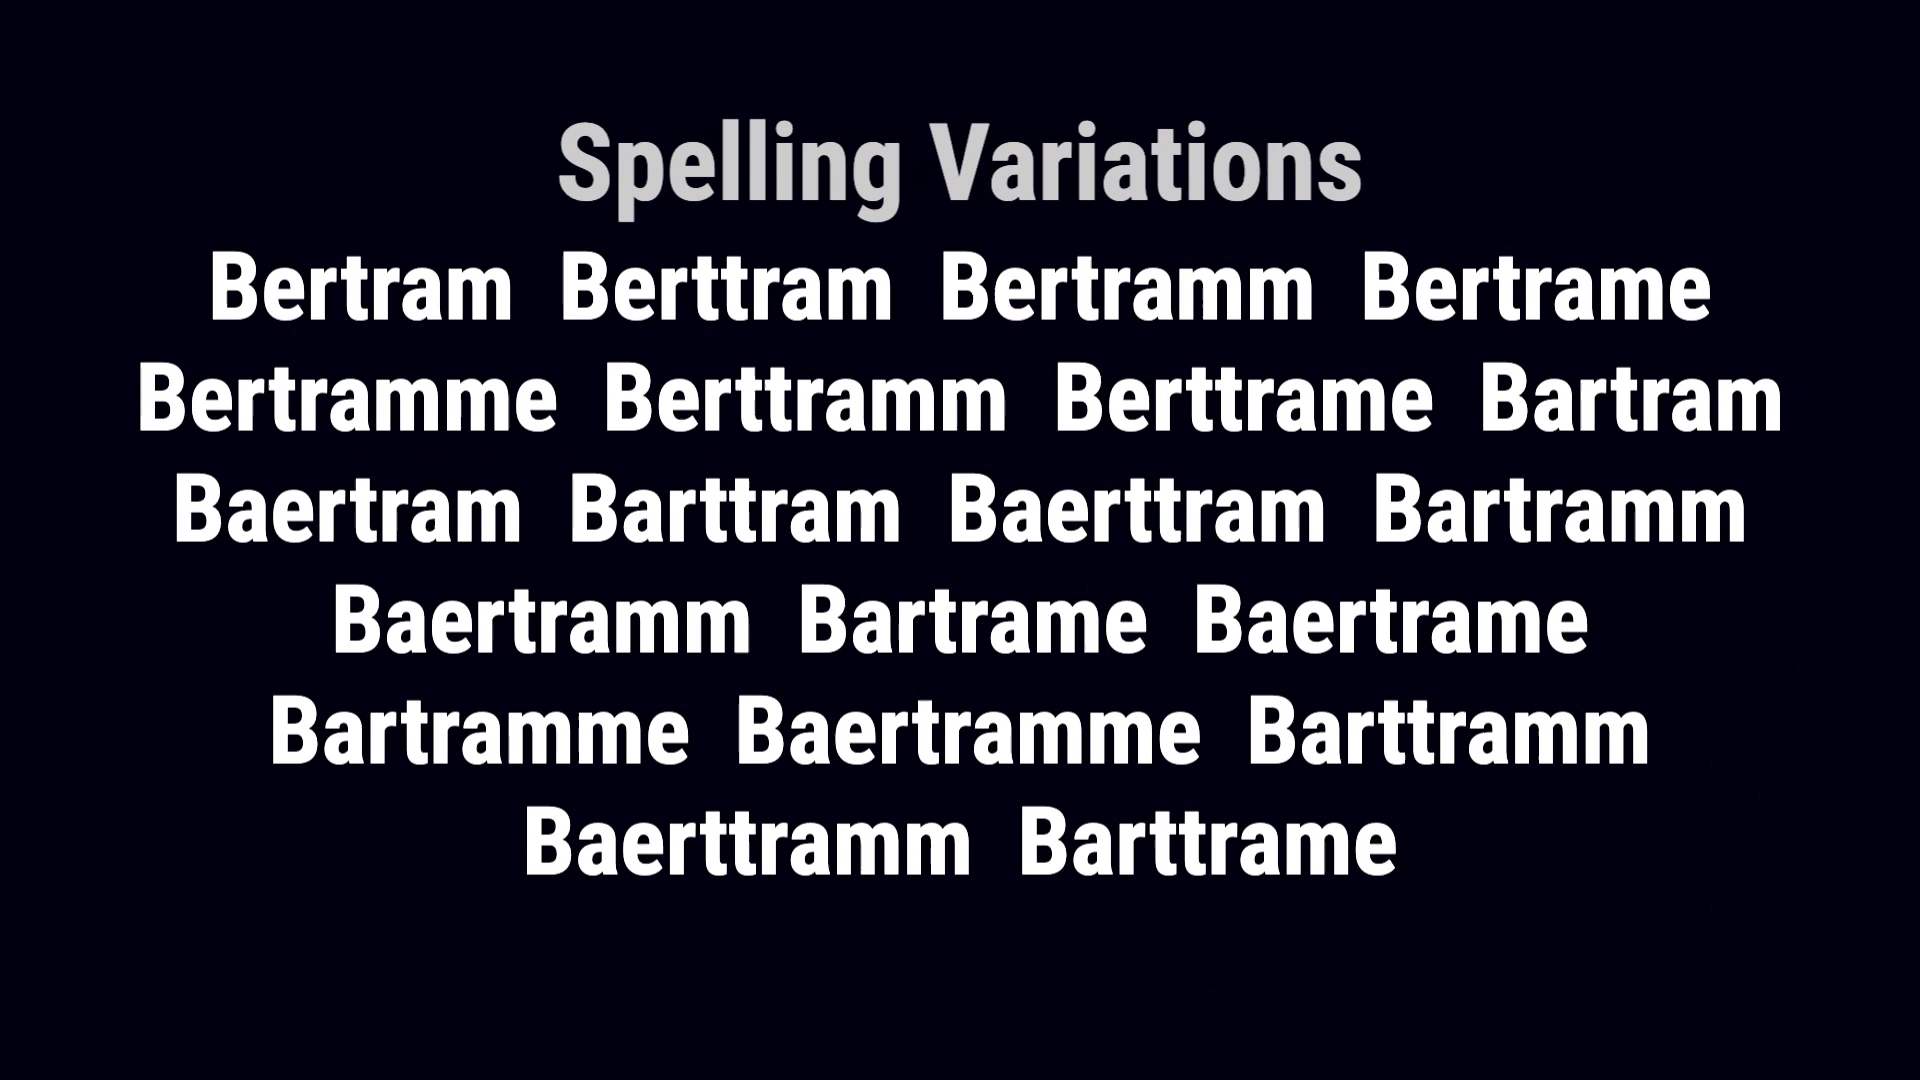 Spelling Variations
Bertram Berttram Bertramm Bertrame
Bertramme Berttramm Berttrame Bartram
Baertram Barttram Baerttram Bartramm
Baertramm Bartrame Baertrame
Bartramme Baertramme Barttramm
Baerttramm Barttrame